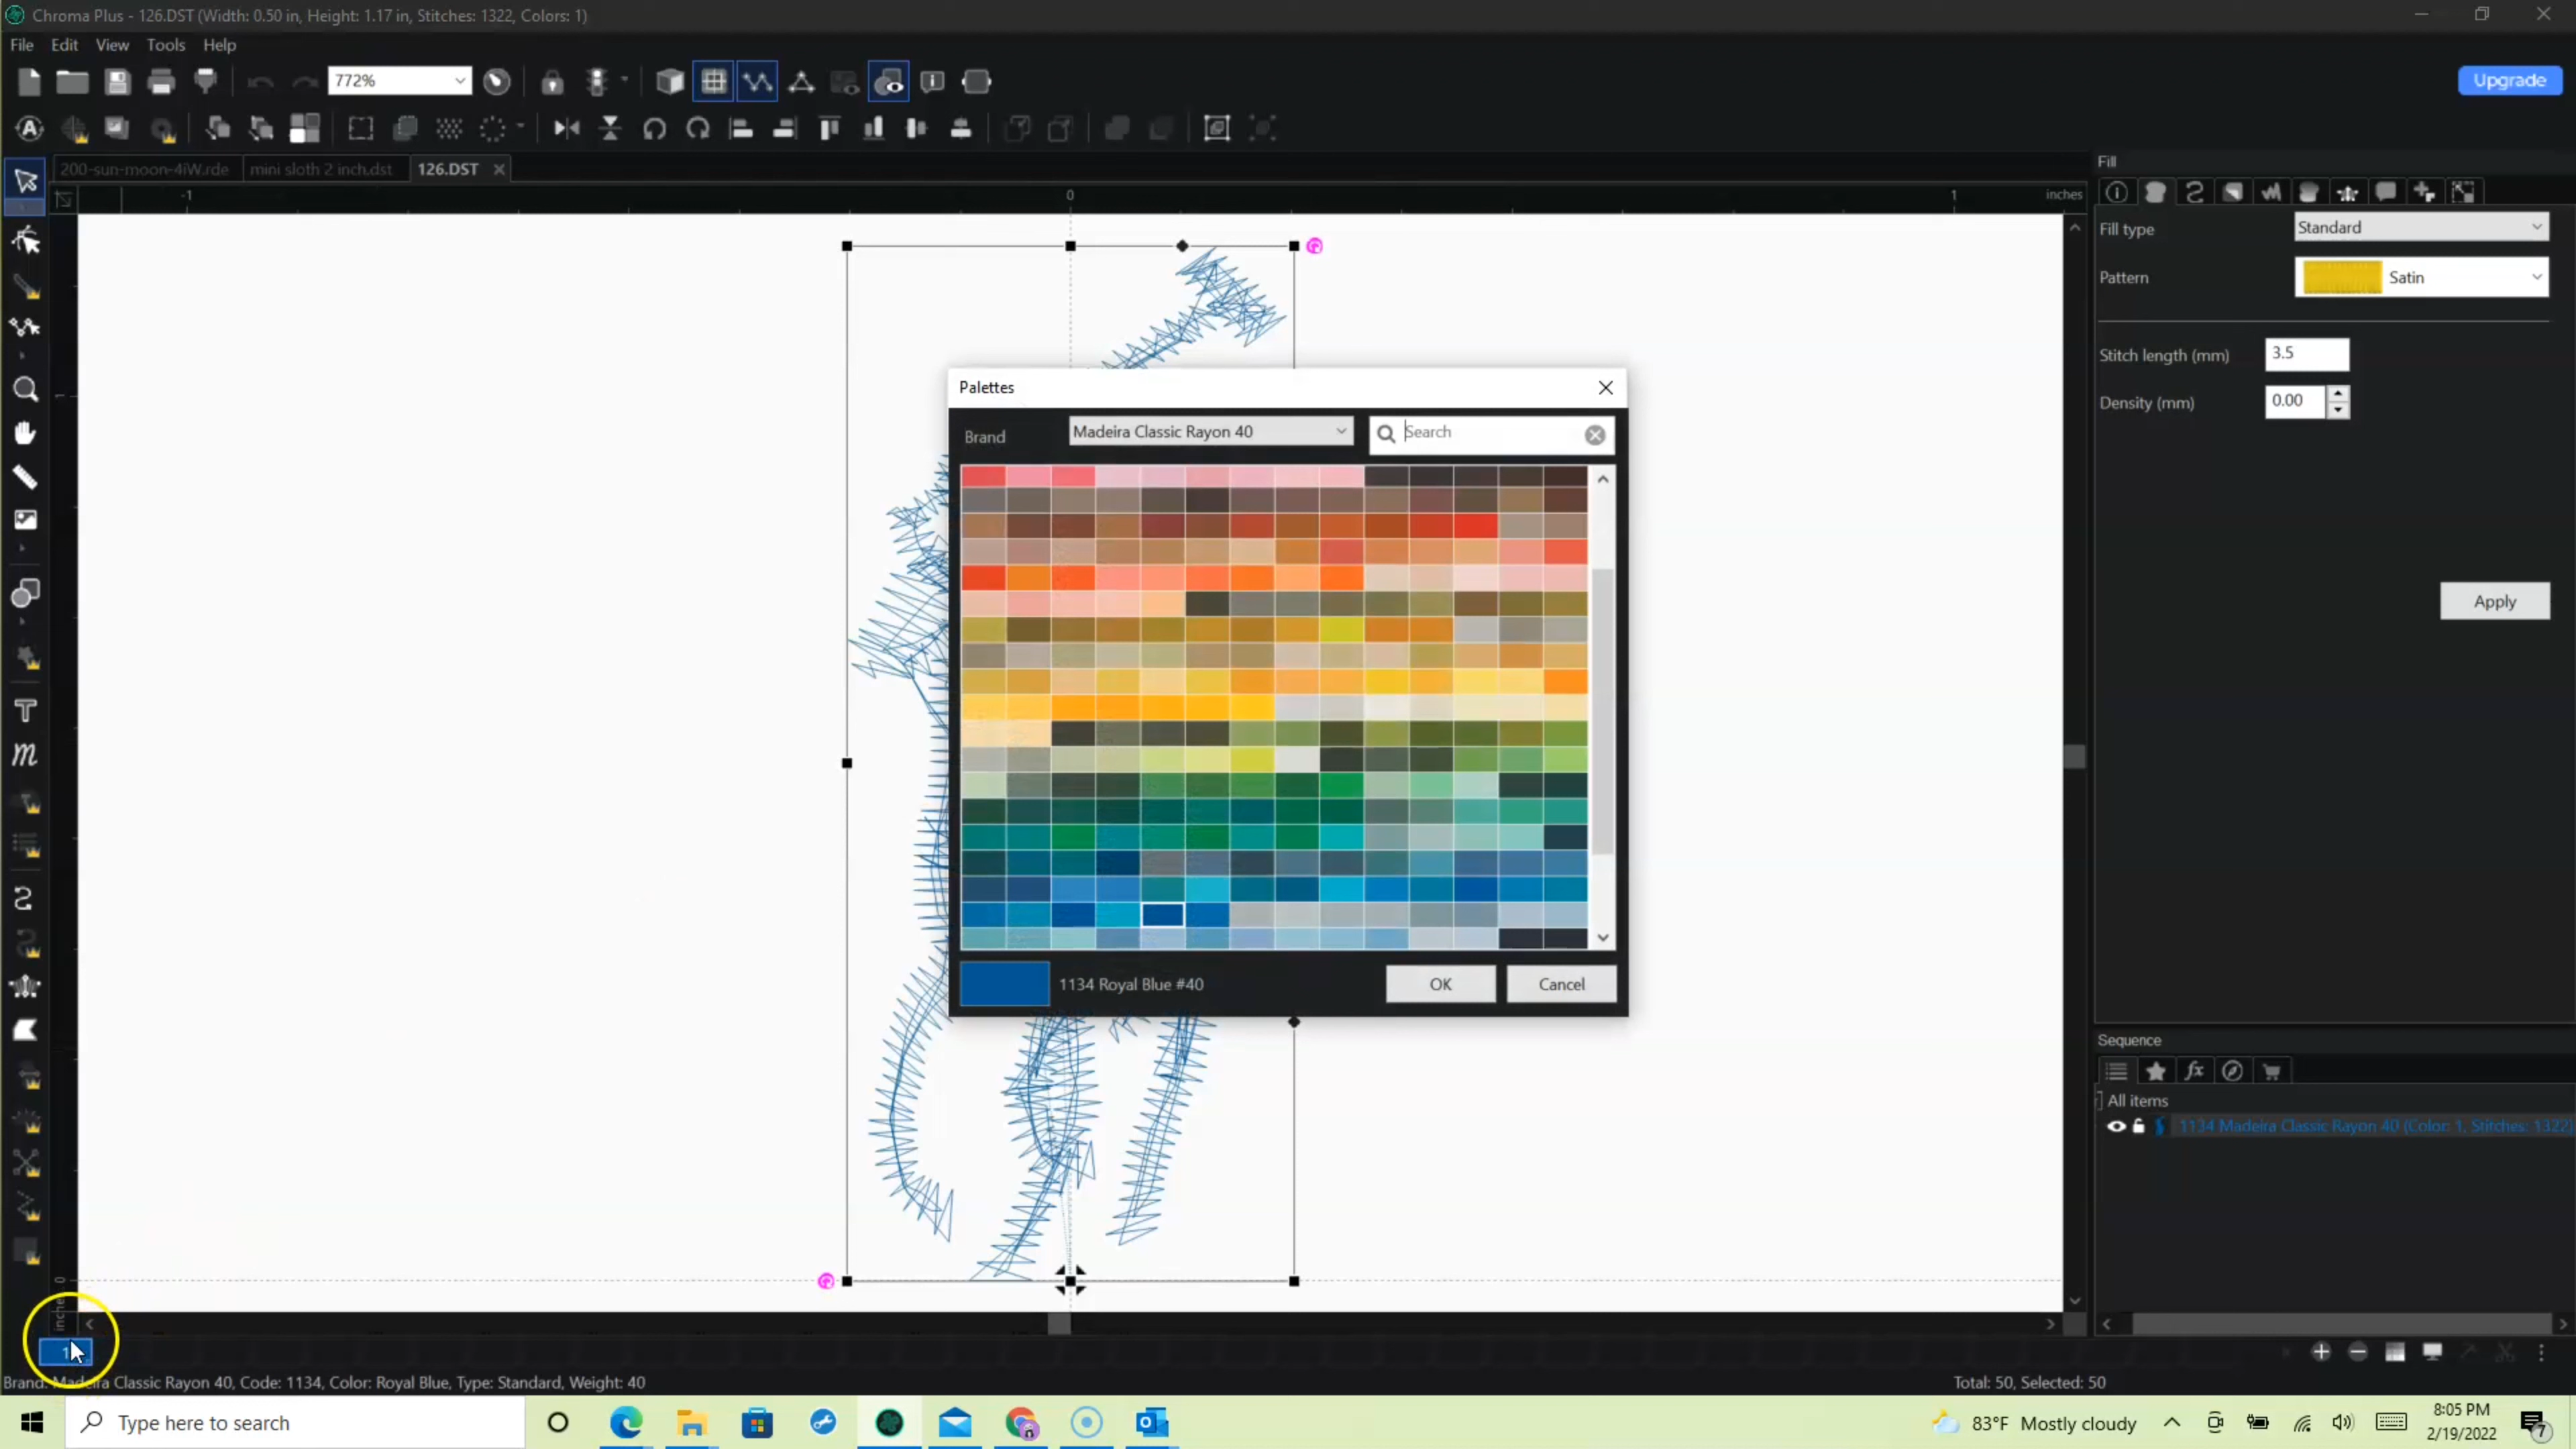 Chroma Plus - 126.DST (Width: 0.50 in, Height: 1.17 in, Stitches: 1322, Colors: 1)
File Edit View Tools Help
772%
Upgrade
200-sun-moon-4iW.rde mini sloth 2 inch.dst 126.DST
Fill
-1 0 1 inches
Fill type Standard
Pattern Satin
Stitch length (mm) 3.5
Density (mm) 0.00
Apply
Palettes
Brand Madeira Classic Rayon 40 Search
1134 Royal Blue #40 OK Cancel
1
0
Sequence
All items
1134 Madeira Classic Rayon 40 (Color: 1, Stitches: 1322)
1
Brand: Madeira Classic Rayon 40, Code: 1134, Color: Royal Blue, Type: Standard, Weight: 40
Total: 50, Selected: 50
Type here to search
83°F Mostly cloudy
8:05 PM
2/19/2022
7